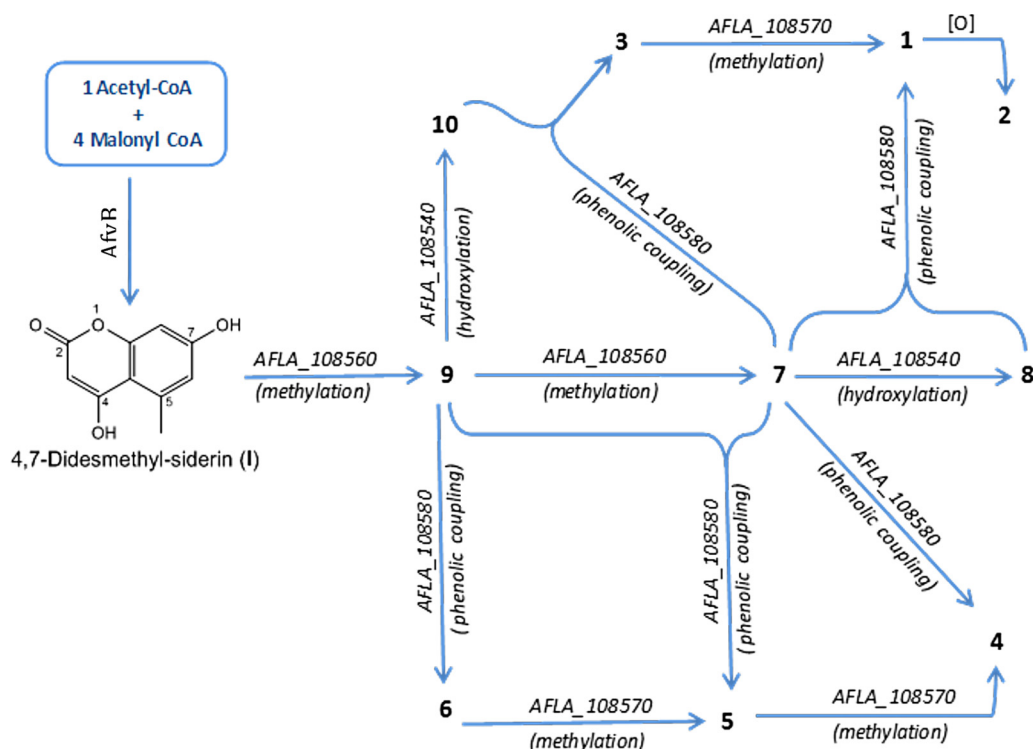 1 Acetyl-CoA
+
4 Malonyl CoA
AfvB
O
O
1
2
4
5
7
OH
OH
4,7-Didesmethyl-siderin (I)
AFLA_108560
(methylation)
9
AFLA_108540
(hydroxylation)
10
3
AFLA_108570
(methylation)
1
[O]
2
AFLA_108580
(phenolic coupling)
AFLA_108580
(phenolic coupling)
AFLA_108560
(methylation)
7
AFLA_108540
(hydroxylation)
8
AFLA_108580
(phenolic coupling)
AFLA_108580
(phenolic coupling)
AFLA_108580
(phenolic coupling)
4
6
AFLA_108570
(methylation)
5
AFLA_108570
(methylation)